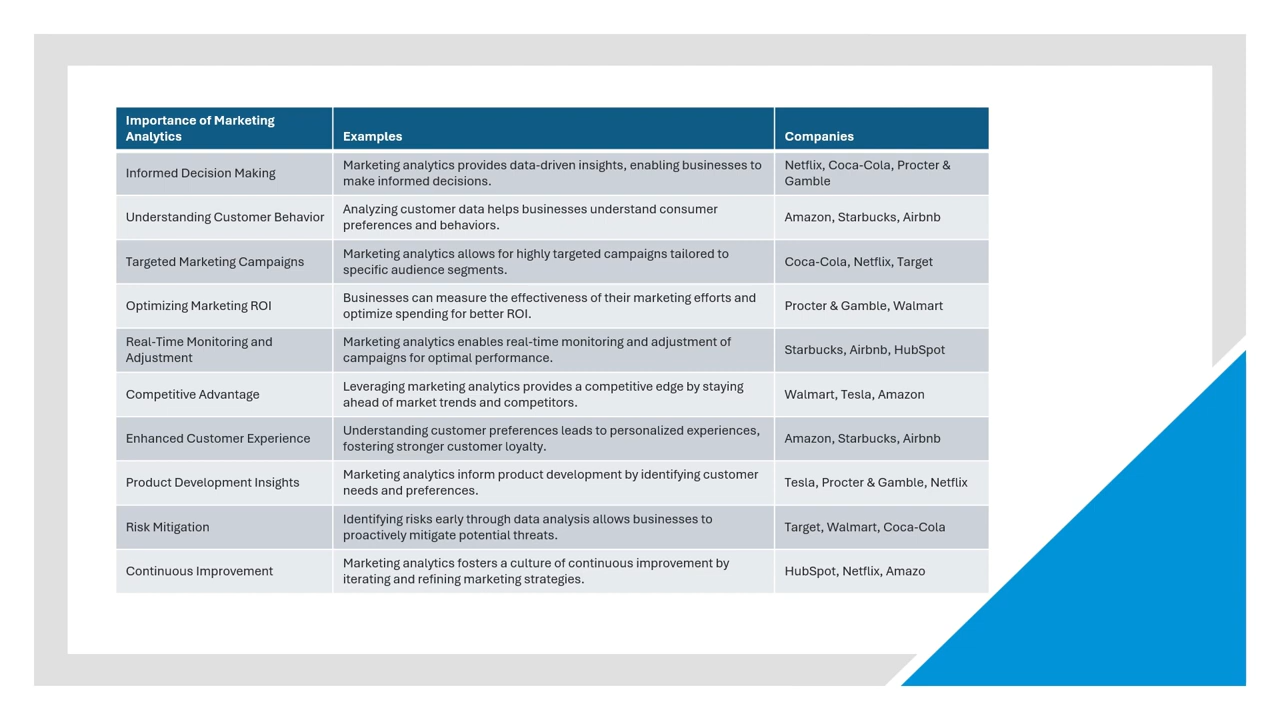 Importance of Marketing
Analytics
Examples
Companies
Informed Decision Making
Marketing analytics provides data-driven insights, enabling businesses to
make informed decisions.
Netflix, Coca-Cola, Procter &
Gamble
Understanding Customer Behavior
Analyzing customer data helps businesses understand consumer
preferences and behaviors.
Amazon, Starbucks, Airbnb
Targeted Marketing Campaigns
Marketing analytics allows for highly targeted campaigns tailored to
specific audience segments.
Coca-Cola, Netflix, Target
Optimizing Marketing ROI
Businesses can measure the effectiveness of their marketing efforts and
optimize spending for better ROI.
Procter & Gamble, Walmart
Real-Time Monitoring and
Adjustment
Marketing analytics enables real-time monitoring and adjustment of
campaigns for optimal performance.
Starbucks, Airbnb, HubSpot
Competitive Advantage
Leveraging marketing analytics provides a competitive edge by staying
ahead of market trends and competitors.
Walmart, Tesla, Amazon
Enhanced Customer Experience
Understanding customer preferences leads to personalized experiences,
fostering stronger customer loyalty.
Amazon, Starbucks, Airbnb
Product Development Insights
Marketing analytics inform product development by identifying customer
needs and preferences.
Tesla, Procter & Gamble, Netflix
Risk Mitigation
Identifying risks early through data analysis allows businesses to
proactively mitigate potential threats.
Target, Walmart, Coca-Cola
Continuous Improvement
Marketing analytics fosters a culture of continuous improvement by
iterating and refining marketing strategies.
HubSpot, Netflix, Amazo